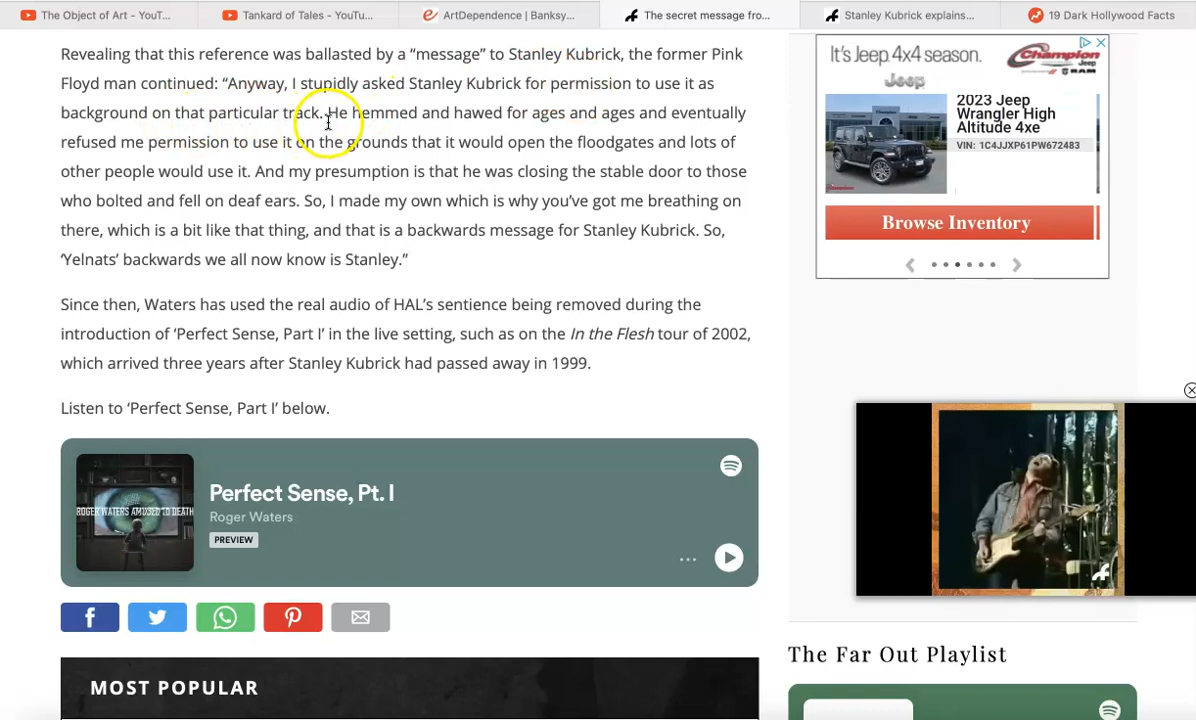 The Object of Art - YouT...
Tankard of Tales - YouTu...
ArtDependence | Banksy...
The secret message fro...
Stanley Kubrick explains...
19 Dark Hollywood Facts
Revealing that this reference was ballasted by a “message” to Stanley Kubrick, the former Pink
Floyd man continued: “Anyway, I stupidly asked Stanley Kubrick for permission to use it as
background on that particular track. He hemmed and hawed for ages and ages and eventually
refused me permission to use it on the grounds that it would open the floodgates and lots of
other people would use it. And my presumption is that he was closing the stable door to those
who bolted and fell on deaf ears. So, I made my own which is why you’ve got me breathing on
there, which is a bit like that thing, and that is a backwards message for Stanley Kubrick. So,
‘Yelnats’ backwards we all now know is Stanley.”
Since then, Waters has used the real audio of HAL’s sentience being removed during the
introduction of ‘Perfect Sense, Part I’ in the live setting, such as on the In the Flesh tour of 2002,
which arrived three years after Stanley Kubrick had passed away in 1999.
Listen to ‘Perfect Sense, Part I’ below.
ROGER WATERS AMUSED TO DEATH
Perfect Sense, Pt. I
Roger Waters
PREVIEW
MOST POPULAR
It's Jeep 4x4 season.
Jeep
Champion
Jeep RAM
2023 Jeep
Wrangler High
Altitude 4xe
VIN: 1C4JJXP61PW672483
Browse Inventory
The Far Out Playlist